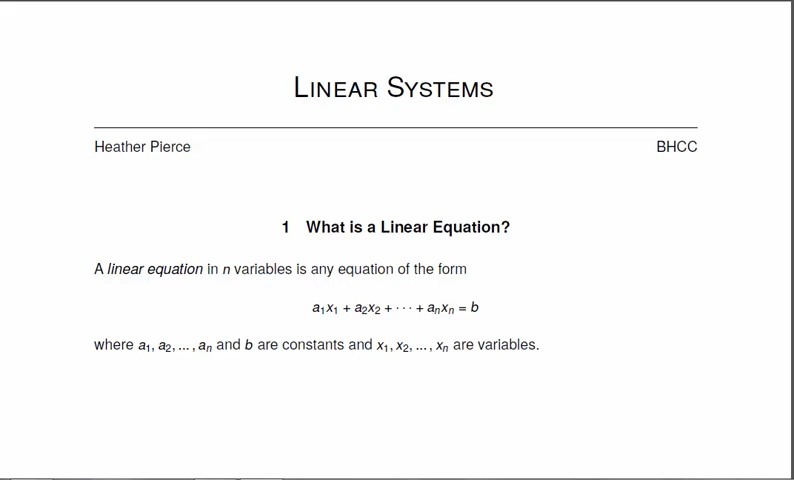 LINEAR SYSTEMS
Heather Pierce BHCC
1 What is a Linear Equation?
A linear equation in n variables is any equation of the form
a₁x₁ + a₂x₂ + · · · + aₙxₙ = b
where a₁, a₂, ... , aₙ and b are constants and x₁, x₂, ... , xₙ are variables.